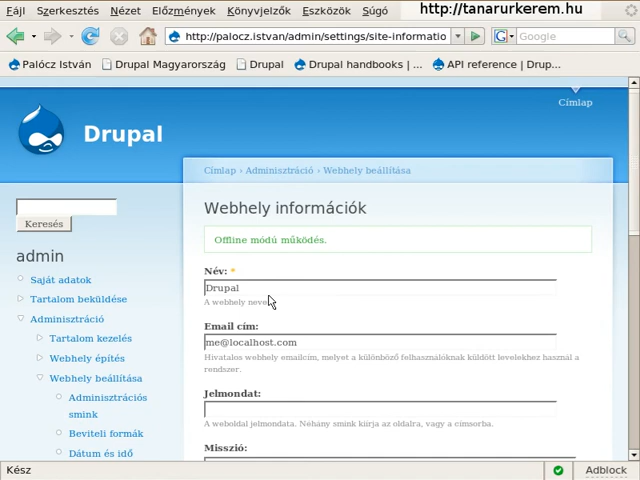 Fájl Szerkesztés Nézet Előzmények Könyvjelzők Eszközök Súgó http://tanarurkerem.hu
http://palocz.istvan/admin/settings/site-informatio Google
Palócz István Drupal Magyarország Drupal Drupal handbooks | ... API reference | Drup...
Címlap
Drupal
Címlap › Adminisztráció › Webhely beállítása
Webhely információk
Keresés
Offline módú működés.
admin
Név: *
Saját adatok
Drupal
Tartalom beküldése
A webhely neve
Adminisztráció
Email cím:
Tartalom kezelés
me@localhost.com
Webhely építés
Hivatalos webhely emailcím, melyet a különböző felhasználóknak küldött levelekhez használ a
rendszer.
Webhely beállítása
Jelmondat:
Adminisztrációs
smink
A weboldal jelmondata. Néhány smink kiírja az oldalra, vagy a címsorba.
Beviteli formák
Misszió:
Dátum és idő
Kész Adblock